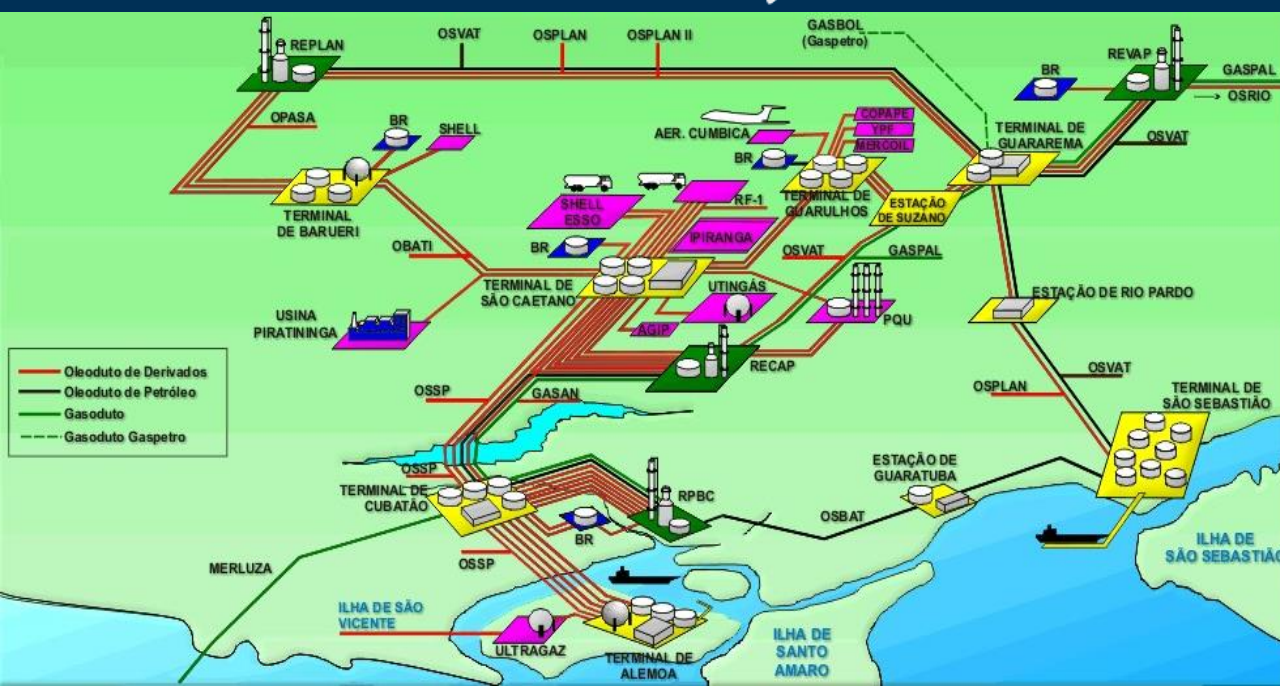 OSVAT
OSPLAN
OSPLAN II
GASBOL
(Gaspetro)
REPLAN
REVAP
BR
GASPAL
OSRIO
OPASA
BR
SHELL
AER. CUMBICA
COPAPE
YPF
MERCOIL
TERMINAL DE
GUARAREMA
OSVAT
BR
TERMINAL
DE BARUERI
SHELL
ESSO
RF-1
TERMINAL DE
GUARULHOS
ESTAÇÃO
DE SUZANO
IPIRANGA
OBATI
BR
OSVAT
GASPAL
TERMINAL DE
SÃO CAETANO
UTINGÁS
ESTAÇÃO DE RIO PARDO
USINA
PIRATININGA
AGIP
PQU
Oleoduto de Derivados
Oleoduto de Petróleo
Gasoduto
Gasoduto Gaspetro
RECAP
OSSP
GASAN
OSPLAN
OSVAT
TERMINAL DE
SÃO SEBASTIÃO
OSSP
TERMINAL DE
CUBATÃO
RPBC
ESTAÇÃO DE
GUARATUBA
BR
OSBAT
ILHA DE
SÃO SEBASTIÃO
MERLUZA
OSSP
ILHA DE SÃO
VICENTE
ULTRAGAZ
TERMINAL DE
ALEMOA
ILHA DE
SANTO
AMARO